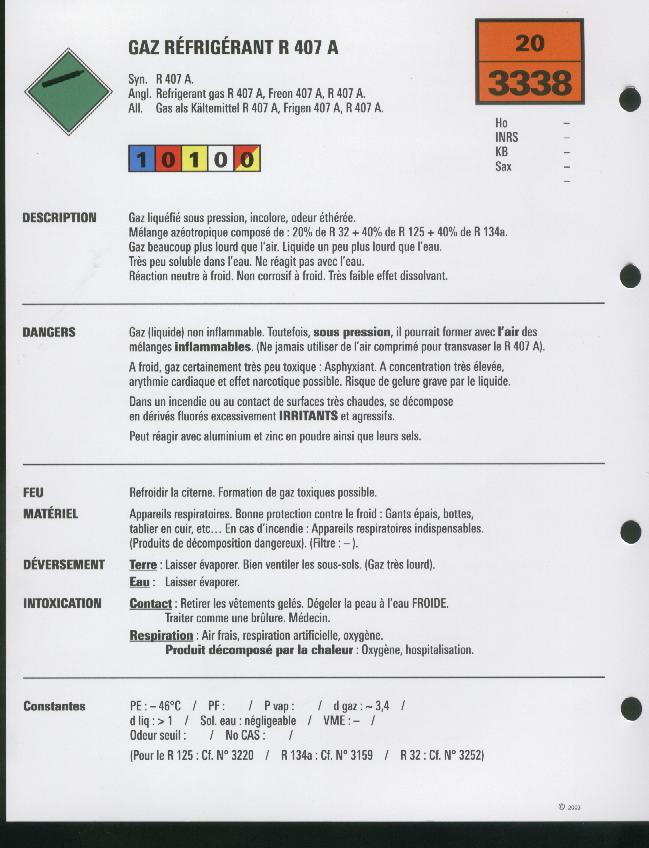 GAZ RÉFRIGÉRANT R 407 A
Syn. R 407 A.
Angl. Refrigerant gas R 407 A, Freon 407 A, R 407 A.
All. Gas als Kältemittel R 407 A, Frigen 407 A, R 407 A.
20
3338
Ho –
INRS –
KB –
Sax –
–
1 0 1 0 0
DESCRIPTION Gaz liquéfié sous pression, incolore, odeur éthérée.
Mélange azéotropique composé de : 20% de R 32 + 40% de R 125 + 40% de R 134a.
Gaz beaucoup plus lourd que l'air. Liquide un peu plus lourd que l'eau.
Très peu soluble dans l'eau. Ne réagit pas avec l'eau.
Réaction neutre à froid. Non corrosif à froid. Très faible effet dissolvant.
DANGERS Gaz (liquide) non inflammable. Toutefois, sous pression, il pourrait former avec l'air des
mélanges inflammables. (Ne jamais utiliser de l'air comprimé pour transvaser le R 407 A).
A froid, gaz certainement très peu toxique : Asphyxiant. A concentration très élevée,
arythmie cardiaque et effet narcotique possible. Risque de gelure grave par le liquide.
Dans un incendie ou au contact de surfaces très chaudes, se décompose
en dérivés fluorés excessivement IRRITANTS et agressifs.
Peut réagir avec aluminium et zinc en poudre ainsi que leurs sels.
FEU Refroidir la citerne. Formation de gaz toxiques possible.
MATÉRIEL Appareils respiratoires. Bonne protection contre le froid : Gants épais, bottes,
tablier en cuir, etc... En cas d'incendie : Appareils respiratoires indispensables.
(Produits de décomposition dangereux). (Filtre : – ).
DÉVERSEMENT Terre : Laisser évaporer. Bien ventiler les sous-sols. (Gaz très lourd).
Eau : Laisser évaporer.
INTOXICATION Contact : Retirer les vêtements gelés. Dégeler la peau à l'eau FROIDE.
Traiter comme une brûlure. Médecin.
Respiration : Air frais, respiration artificielle, oxygène.
Produit décomposé par la chaleur : Oxygène, hospitalisation.
Constantes PE : – 46°C / PF : / P vap : / d gaz : ~ 3,4 /
d liq : > 1 / Sol. eau : négligeable / VME : – /
Odeur seuil : / No CAS : /
(Pour le R 125 : Cf. N° 3220 / R 134a : Cf. N° 3159 / R 32 : Cf. N° 3252)
© 2003